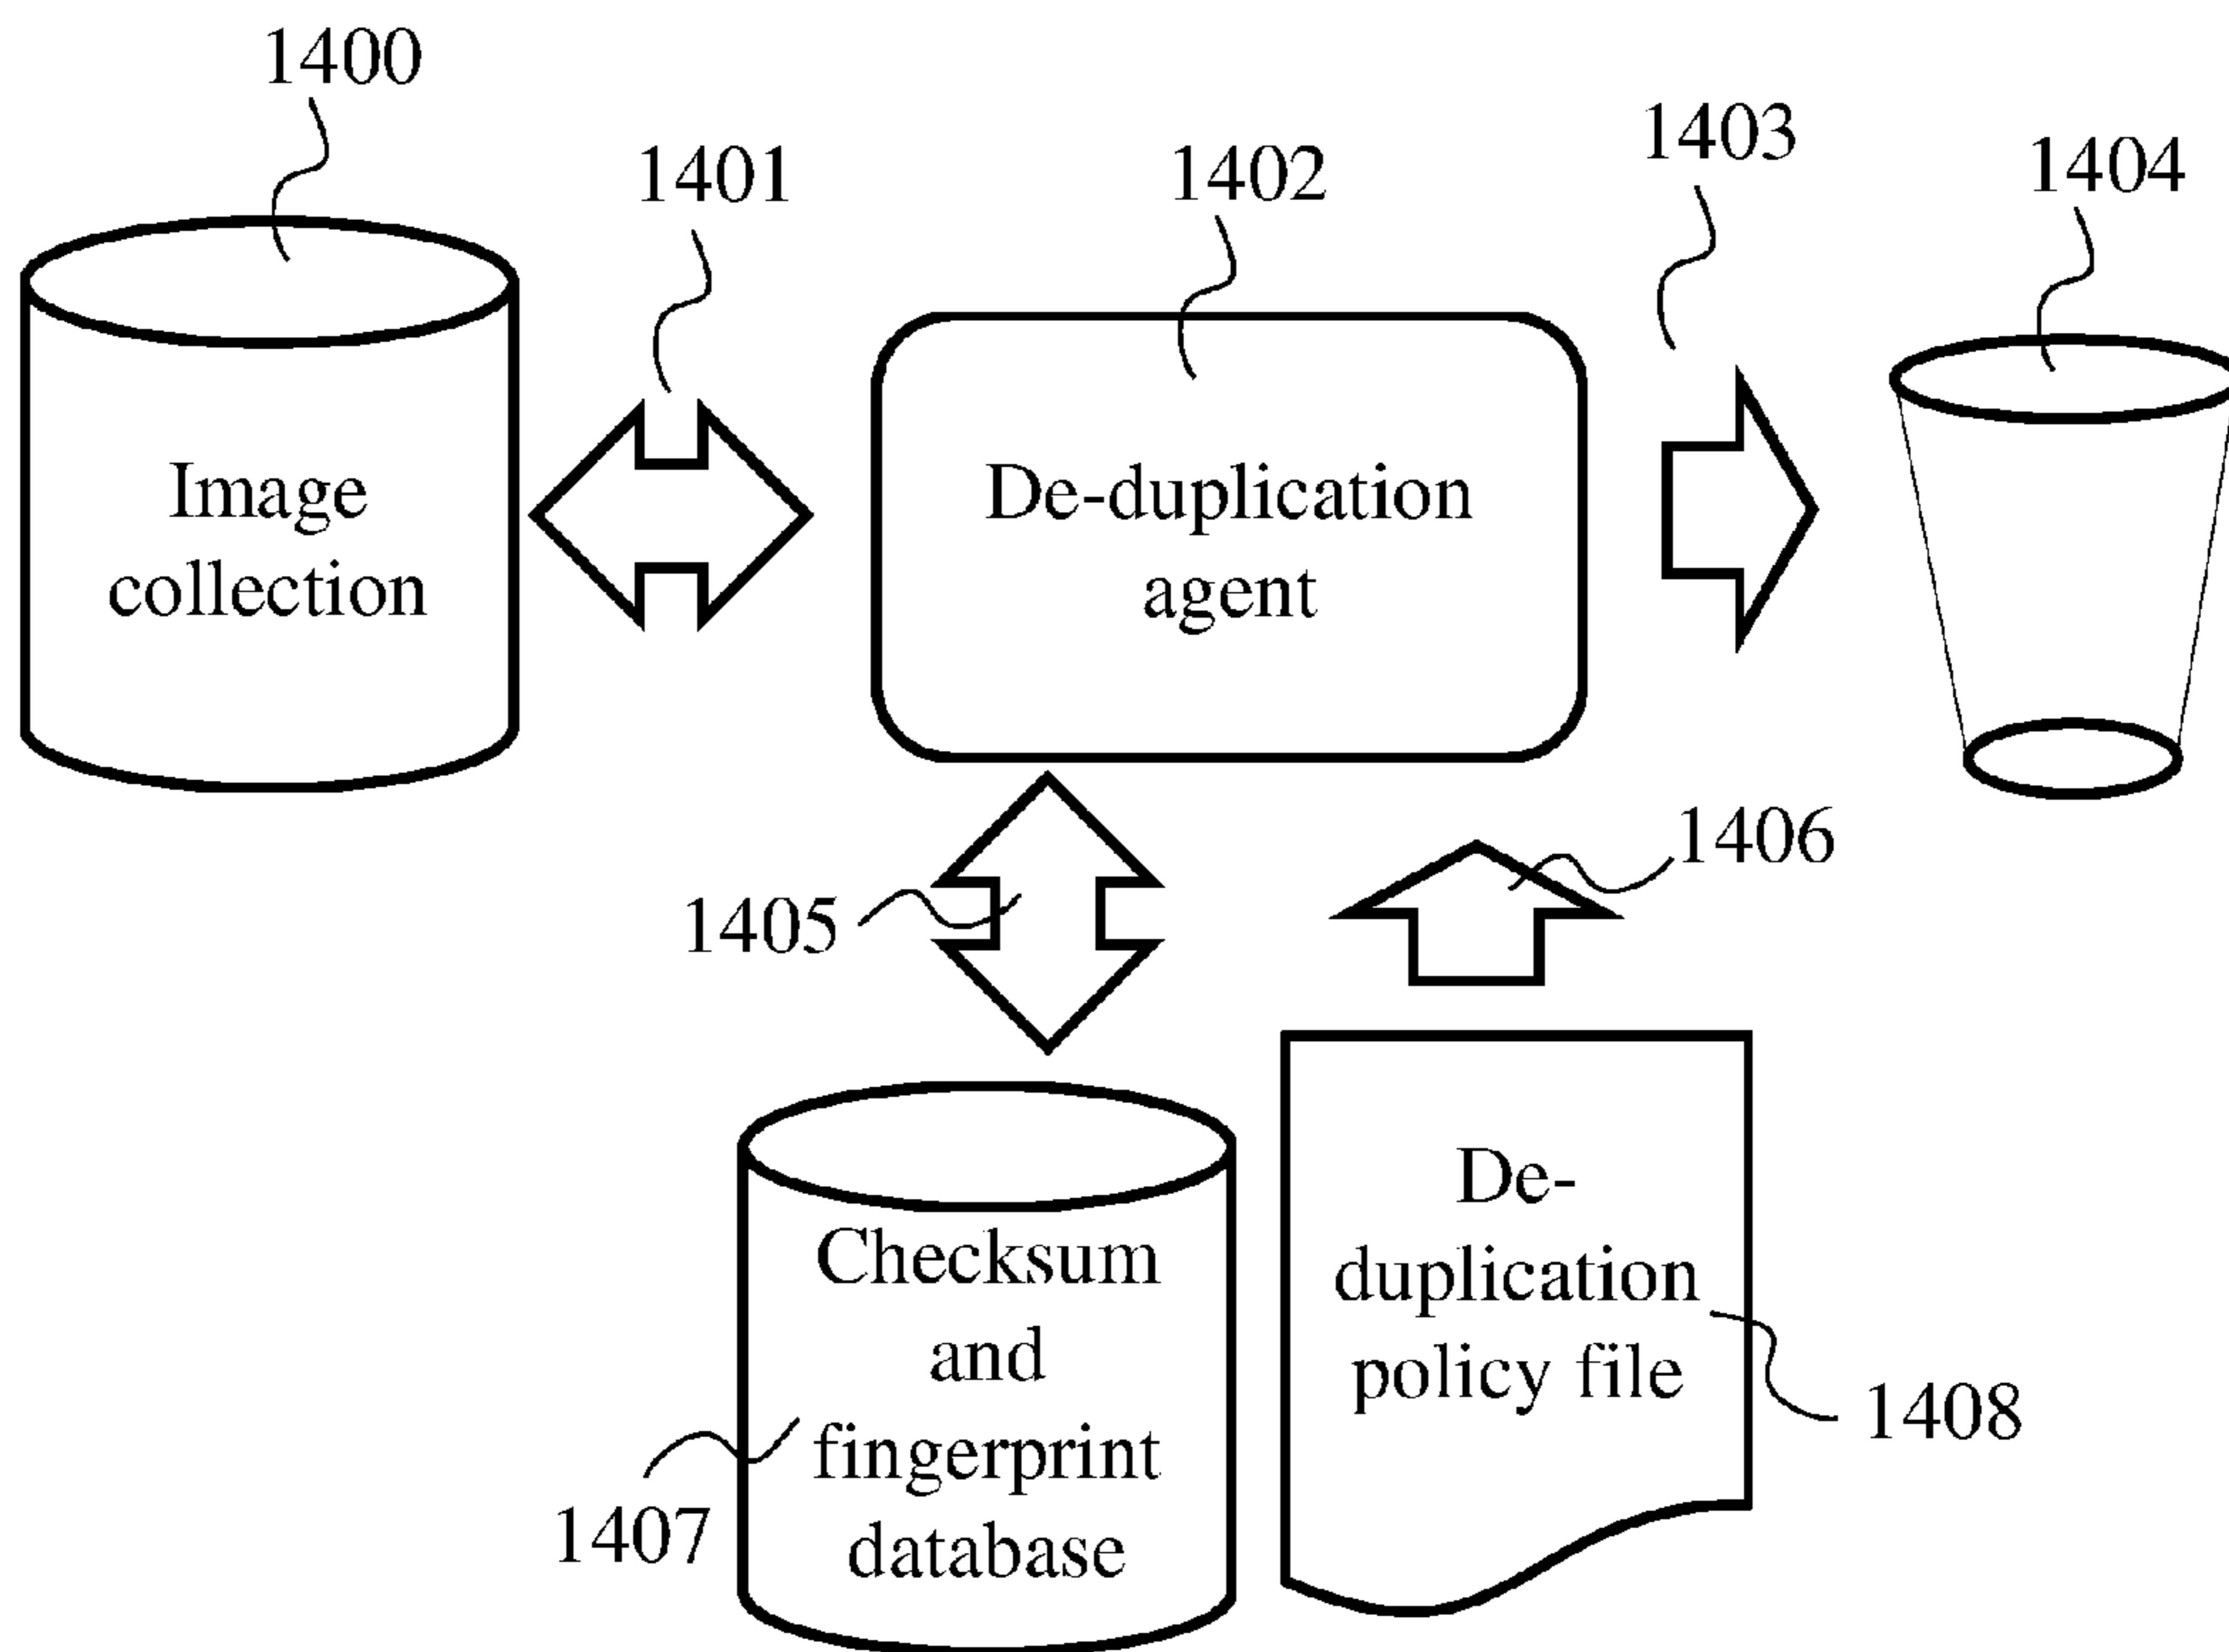 1400
1401
1402
1403
1404
Image
collection
De-duplication
agent
1405
1406
Checksum
and
fingerprint
database
De-
duplication
policy file
1407
1408